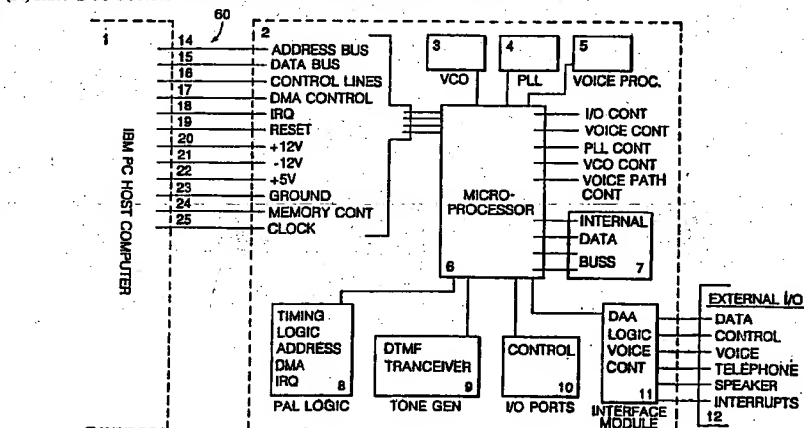 60
1
2
14 ADDRESS BUS
15 DATA BUS
16 CONTROL LINES
17 DMA CONTROL
18 IRQ
19 RESET
20 +12V
21 -12V
22 +5V
23 GROUND
24 MEMORY CONT
25 CLOCK
IBM PC HOST COMPUTER
3
VCO
4
PLL
5
VOICE PROC.
I/O CONT
VOICE CONT
PLL CONT
VCO CONT
VOICE PATH
CONT
MICRO-
PROCESSOR
6
INTERNAL
DATA
BUSS 7
TIMING
LOGIC
ADDRESS
DMA
IRQ 8
PAL LOGIC
DTMF
TRANCEIVER
9
TONE GEN
CONTROL
10
I/O PORTS
DAA
LOGIC
VOICE
CONT
11
INTERFACE
MODULE
EXTERNAL I/O
DATA
CONTROL
VOICE
TELEPHONE
SPEAKER
INTERRUPTS
12